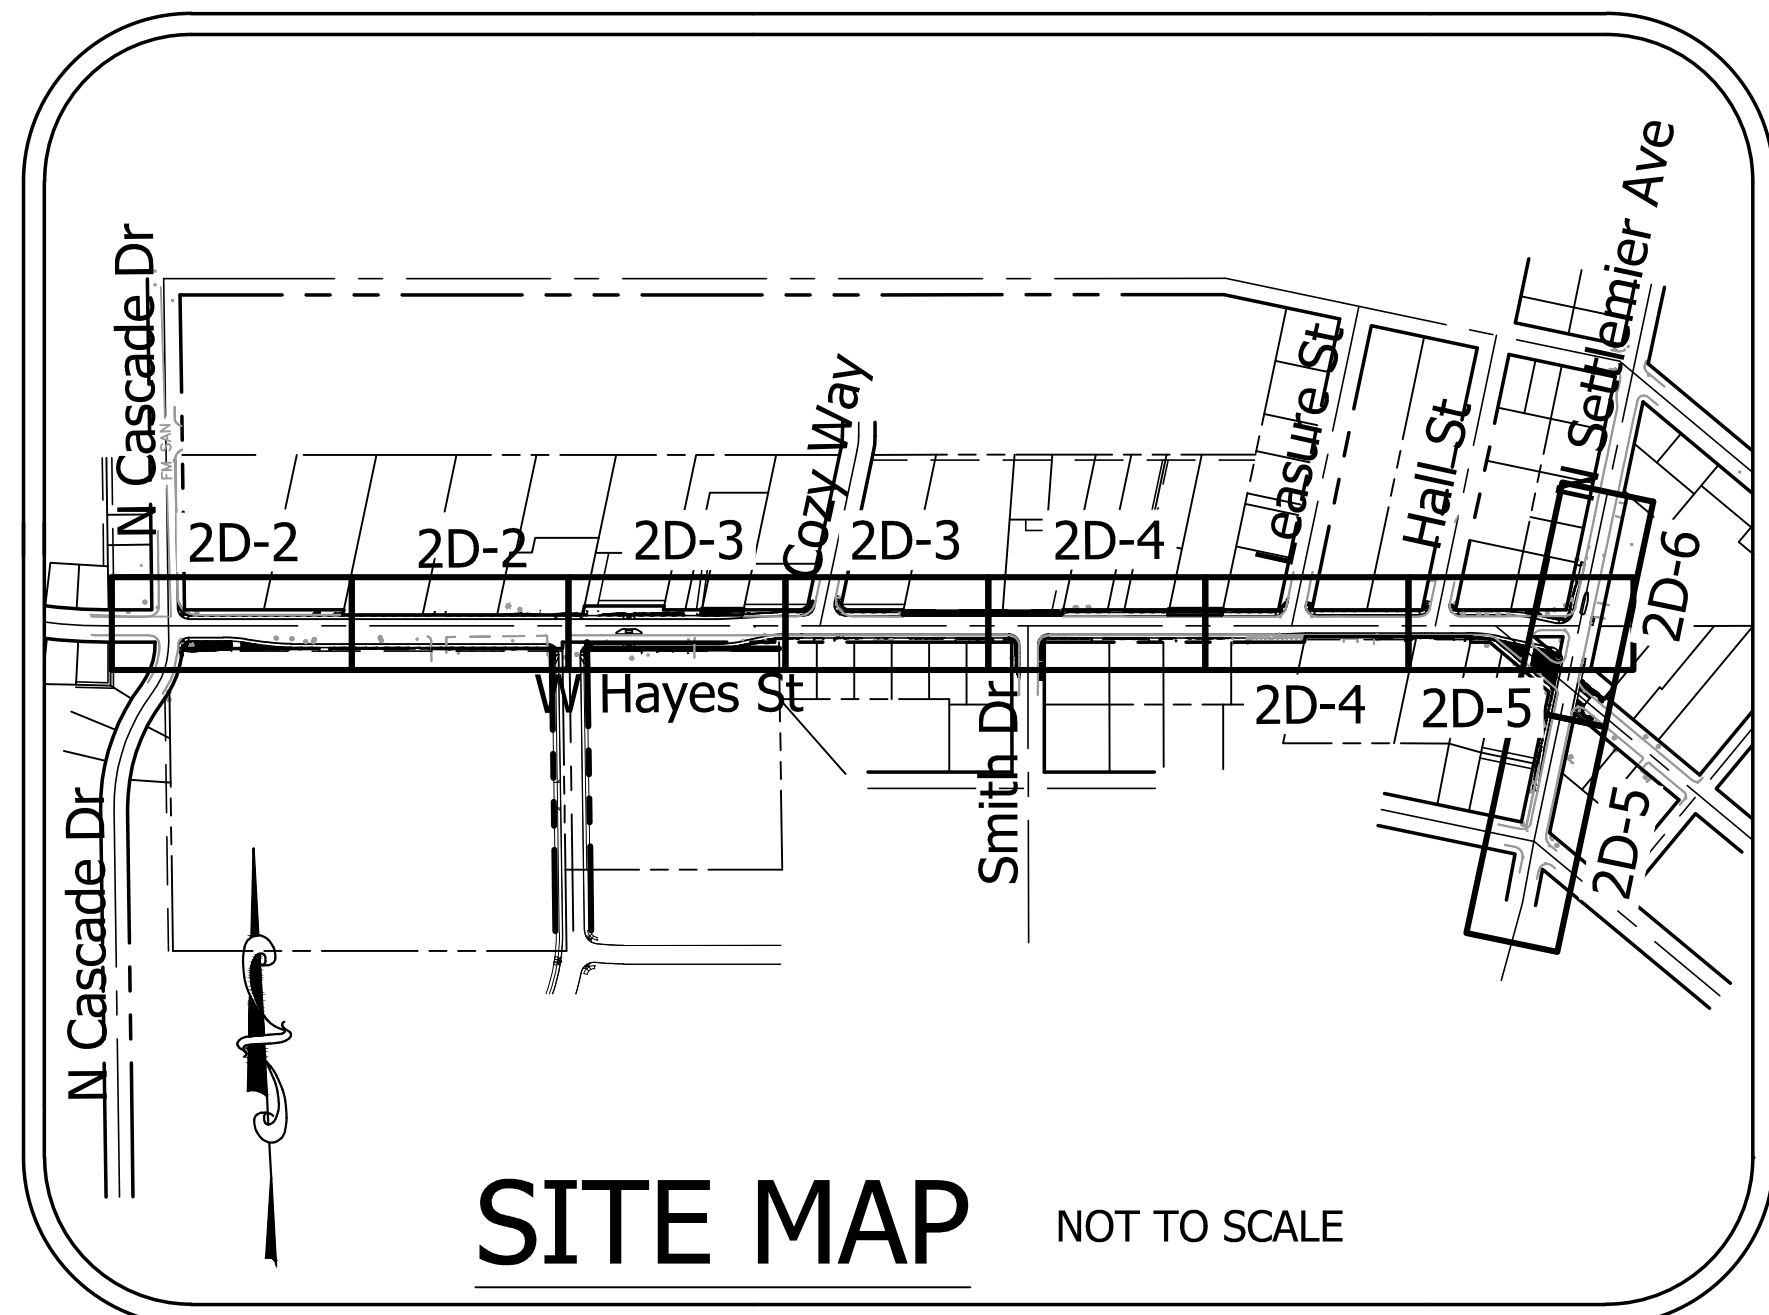 N Settlemier Ave
N Cascade Dr
Cozy Way
Leasure St
Hall St
FM-SAN
2D-2
2D-2
2D-3
2D-3
2D-4
2D-6
W Hayes St
Smith Dr
2D-4
2D-5
2D-5
N Cascade Dr
SITE MAP
NOT TO SCALE